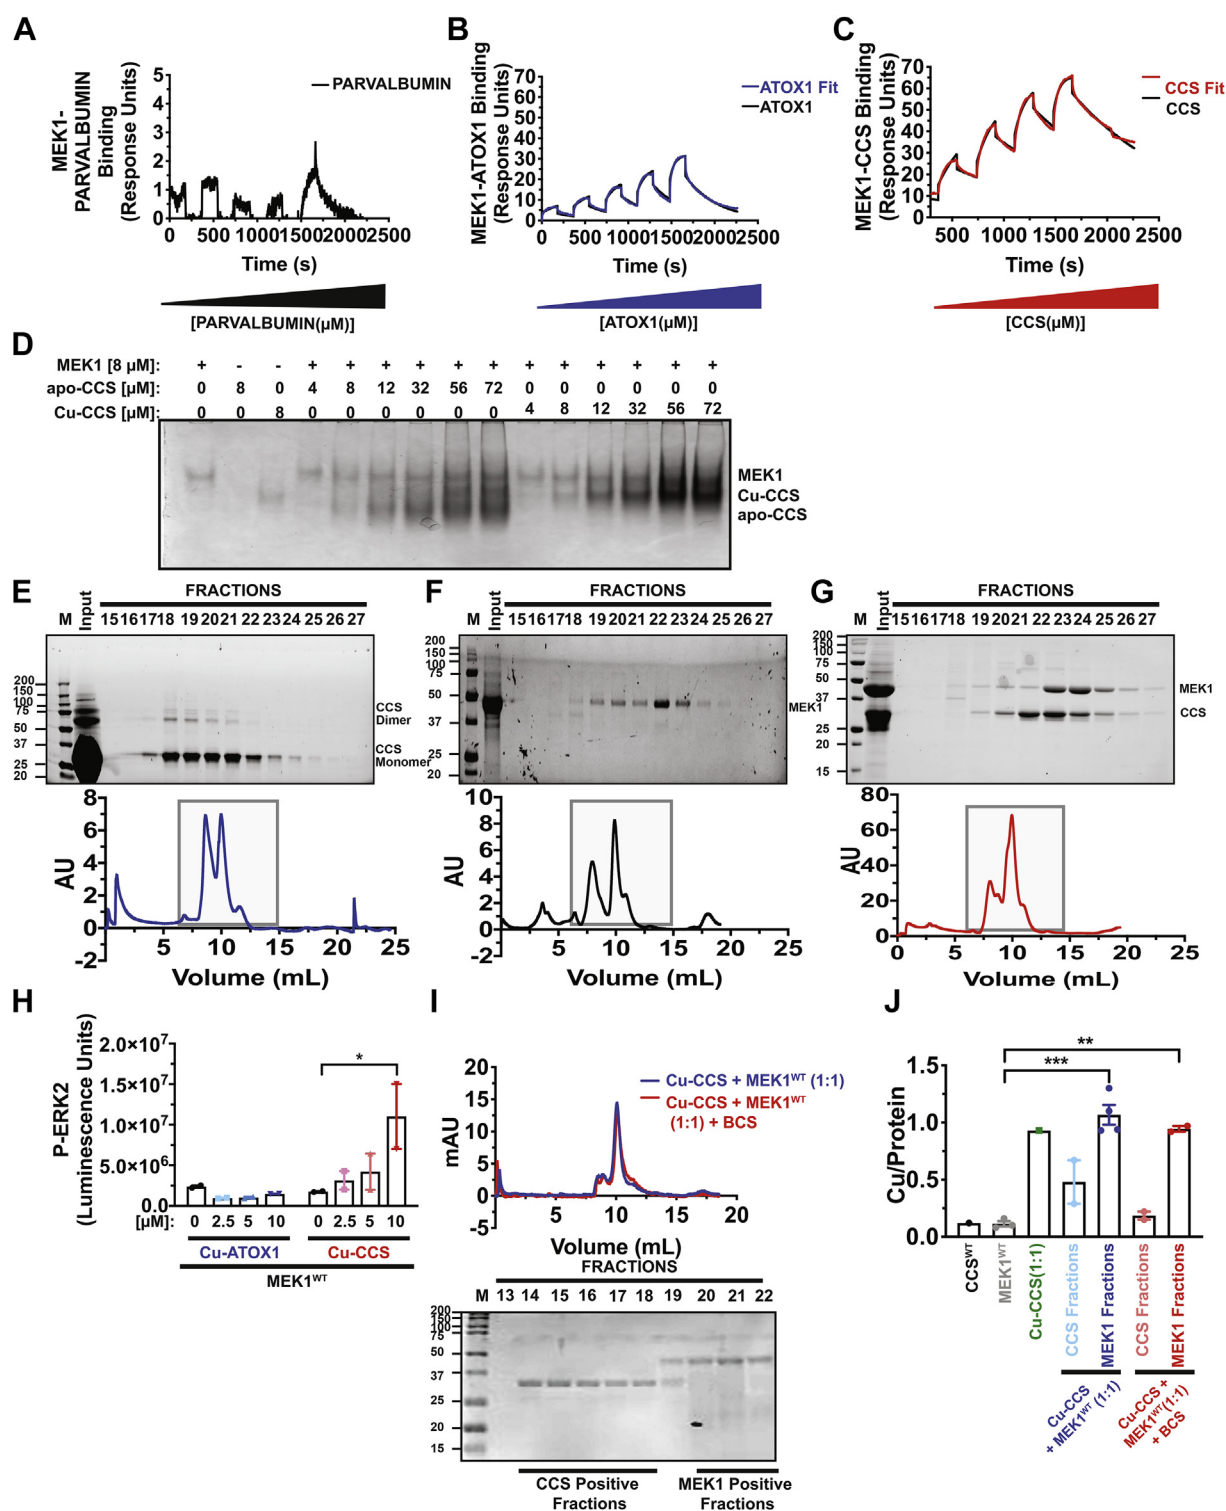 A
B
C
MEK1-
PARVALBUMIN
Binding
(Response Units)
5
4
3
2
1
0
PARVALBUMIN
0 500 1000 1500 2000 2500
Time (s)
[PARVALBUMIN(µM)]
MEK1-ATOX1 Binding
(Response Units)
70
60
50
40
30
20
10
0
ATOX1 Fit
ATOX1
0 500 1000 1500 2000 2500
Time (s)
[ATOX1(µM)]
MEK1-CCS Binding
(Response Units)
70
60
50
40
30
20
10
0
CCS Fit
CCS
500 1000 1500 2000 2500
Time (s)
[CCS(µM)]
D
MEK1 [8 µM]: + - - + + + + + + + + + + + +
apo-CCS [µM]: 0 8 0 4 8 12 32 56 72 0 0 0 0 0 0
Cu-CCS [µM]: 0 0 8 0 0 0 0 0 0 4 8 12 32 56 72
MEK1
Cu-CCS
apo-CCS
E
FRACTIONS
M Input 15 16 17 18 19 20 21 22 23 24 25 26 27
200
150
100
75
50
37
25
20
CCS
Dimer
CCS
Monomer
8
6
4
2
0
-2
AU
5 10 15 20 25
Volume (mL)
F
FRACTIONS
M Input 15 16 17 18 19 20 21 22 23 24 25 26 27
200
150
100
75
50
37
25
20
MEK1
10
8
6
4
2
0
-2
AU
5 10 15 20 25
Volume (mL)
G
FRACTIONS
M Input 15 16 17 18 19 20 21 22 23 24 25 26 27
200
150
100
75
50
37
25
20
15
MEK1
CCS
80
60
40
20
0
AU
0 5 10 15 20 25
Volume (mL)
H
P-ERK2
(Luminescence Units)
2.0×10⁷
1.5×10⁷
1.0×10⁷
5.0×10⁶
0.0
*
[µM]: 0 2.5 5 10 0 2.5 5 10
Cu-ATOX1 Cu-CCS
MEK1ᵂᵀ
I
20
15
10
5
0
-5
mAU
Cu-CCS + MEK1ᵂᵀ (1:1)
Cu-CCS + MEK1ᵂᵀ
(1:1) + BCS
5 10 15 20
Volume (mL)
FRACTIONS
M 13 14 15 16 17 18 19 20 21 22
200
150
100
75
50
37
25
20
15
CCS Positive
Fractions
MEK1 Positive
Fractions
J
Cu/Protein
1.5
1.0
0.5
0.0
**
***
CCSᵂᵀ
MEK1ᵂᵀ
Cu-CCS(1:1)
CCS Fractions
MEK1 Fractions
CCS Fractions
MEK1 Fractions
Cu-CCS
+ MEK1ᵂᵀ (1:1)
Cu-CCS +
MEK1ᵂᵀ(1:1)
+ BCS